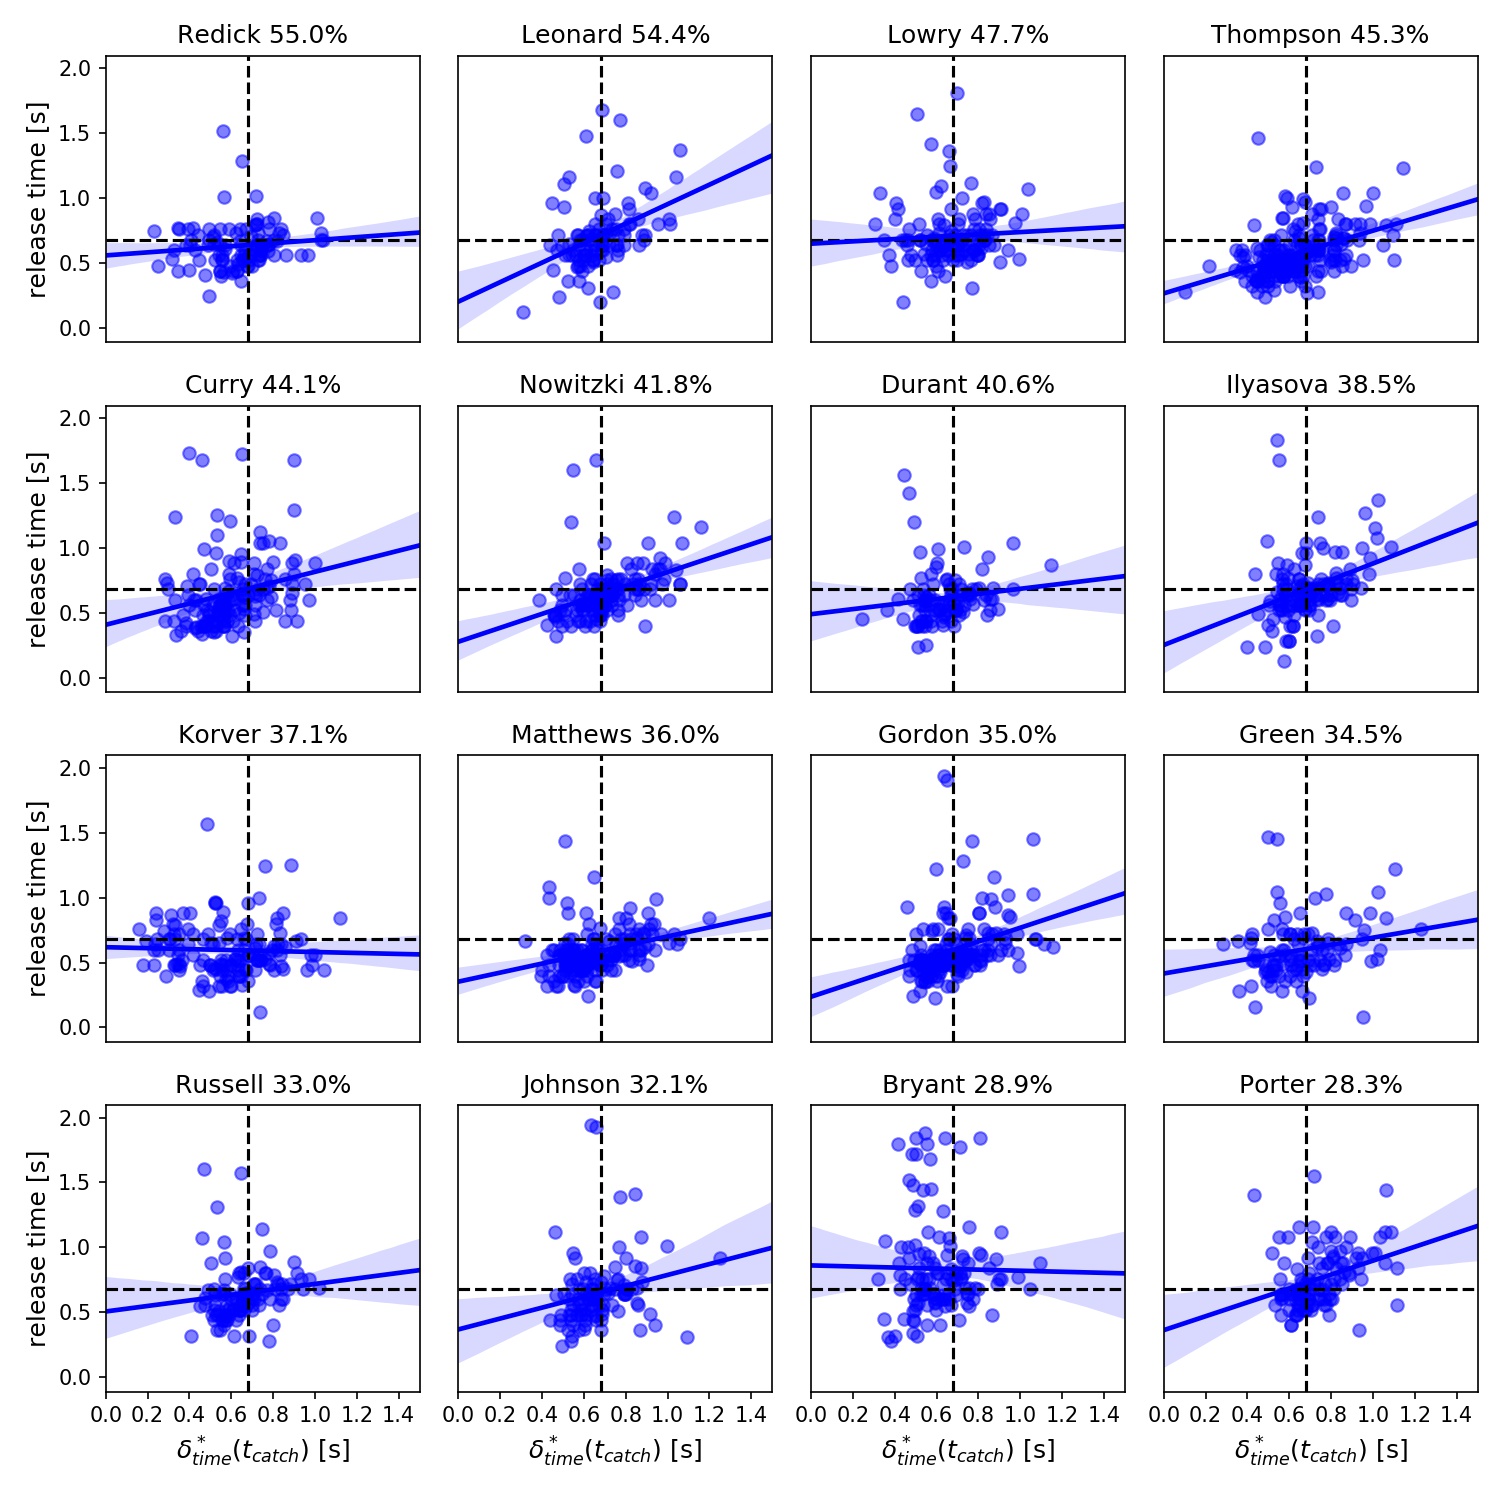 Redick 55.0% Leonard 54.4% Lowry 47.7% Thompson 45.3%
release time [s]
2.0
1.5
1.0
0.5
0.0
Curry 44.1% Nowitzki 41.8% Durant 40.6% Ilyasova 38.5%
release time [s]
2.0
1.5
1.0
0.5
0.0
Korver 37.1% Matthews 36.0% Gordon 35.0% Green 34.5%
release time [s]
2.0
1.5
1.0
0.5
0.0
Russell 33.0% Johnson 32.1% Bryant 28.9% Porter 28.3%
release time [s]
2.0
1.5
1.0
0.5
0.0
0.0 0.2 0.4 0.6 0.8 1.0 1.2 1.4 0.0 0.2 0.4 0.6 0.8 1.0 1.2 1.4 0.0 0.2 0.4 0.6 0.8 1.0 1.2 1.4 0.0 0.2 0.4 0.6 0.8 1.0 1.2 1.4
δ*time(tcatch) [s] δ*time(tcatch) [s] δ*time(tcatch) [s] δ*time(tcatch) [s]